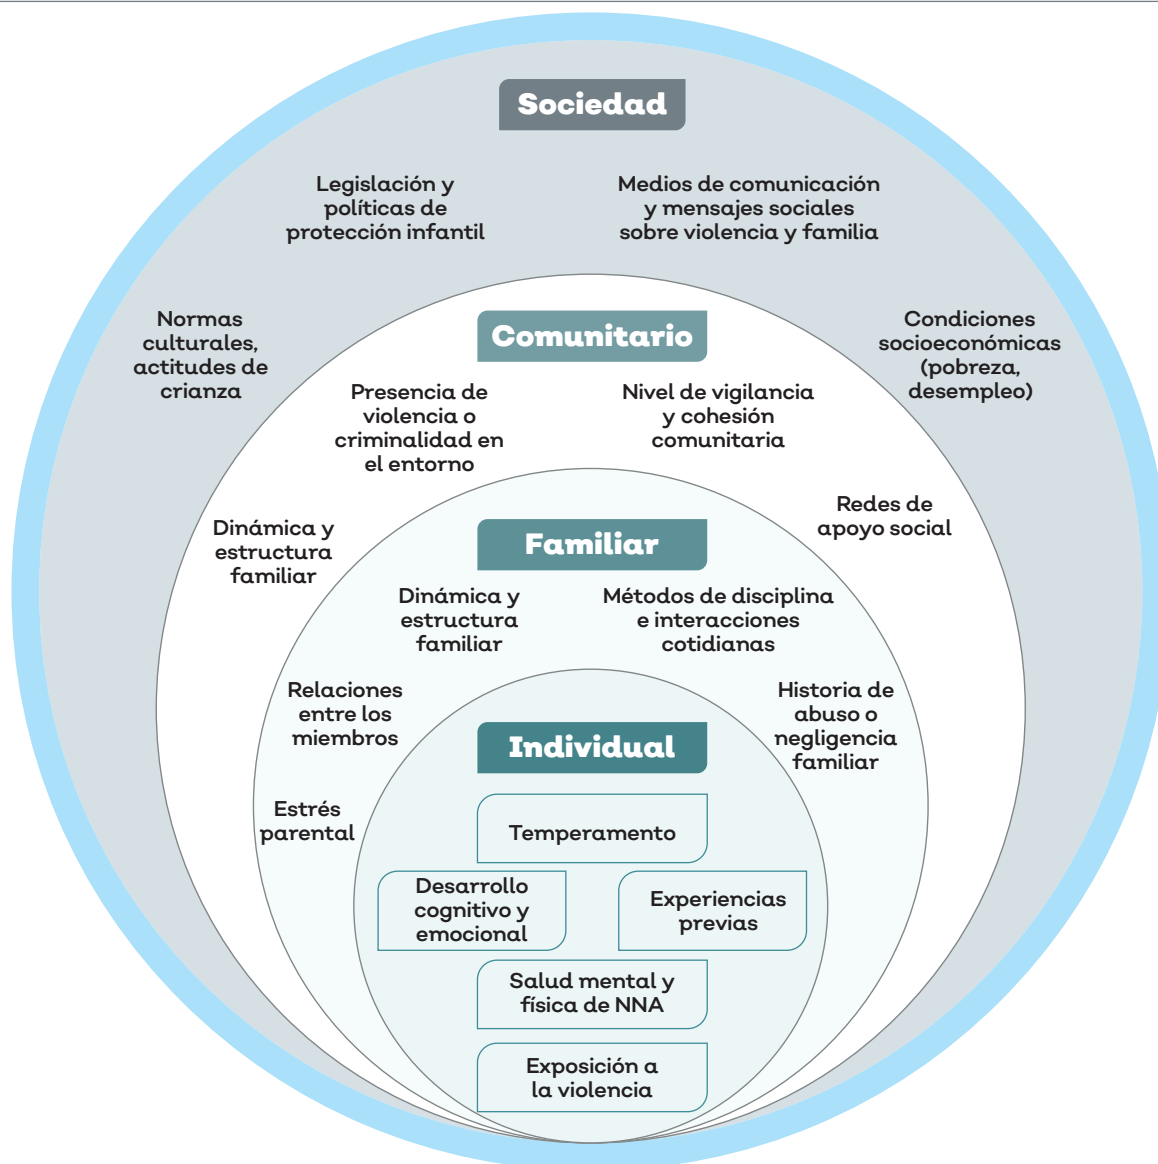 Sociedad
Legislación y
políticas de
protección infantil
Medios de comunicación
y mensajes sociales
sobre violencia y familia
Normas
culturales,
actitudes de
crianza
Condiciones
socioeconómicas
(pobreza,
desempleo)
Comunitario
Presencia de
violencia o
criminalidad en
el entorno
Nivel de vigilancia
y cohesión
comunitaria
Dinámica y
estructura
familiar
Redes de
apoyo social
Familiar
Dinámica y
estructura
familiar
Métodos de disciplina
e interacciones
cotidianas
Relaciones
entre los
miembros
Historia de
abuso o
negligencia
familiar
Estrés
parental
Individual
Temperamento
Desarrollo
cognitivo y
emocional
Experiencias
previas
Salud mental y
física de NNA
Exposición a
la violencia